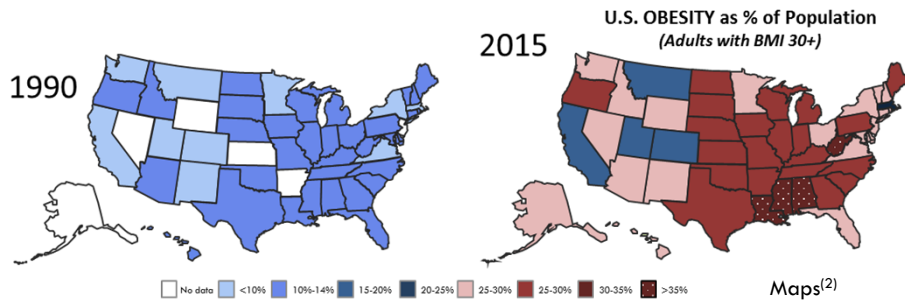 U.S. OBESITY as % of Population
(Adults with BMI 30+)
1990
2015
No data <10% 10%-14% 15-20% 20-25% 25-30% 25-30% 30-35% >35%
Maps(2)